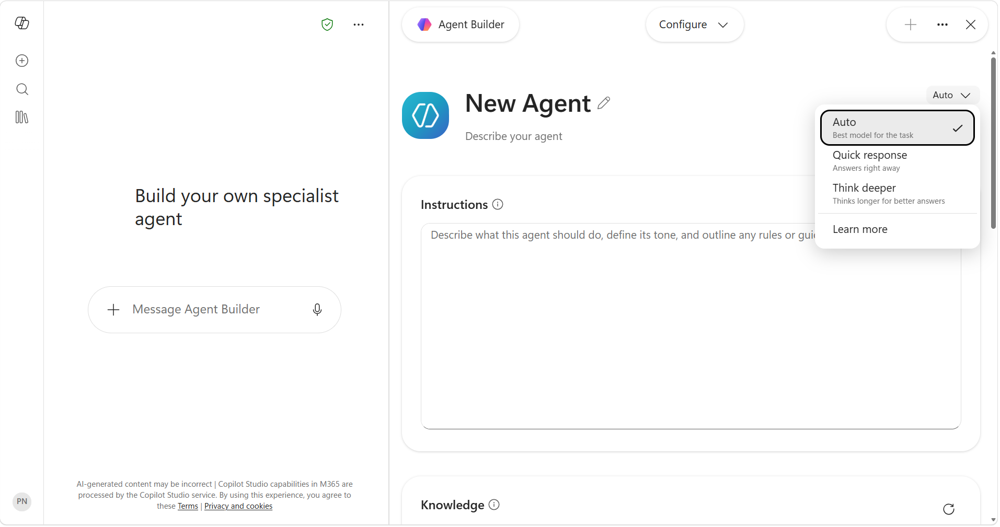 Build your own specialist
agent
Message Agent Builder
AI-generated content may be incorrect | Copilot Studio capabilities in M365 are
processed by the Copilot Studio service. By using this experience, you agree to
these Terms | Privacy and cookies
PN
Agent Builder
Configure
New Agent
Describe your agent
Auto
Auto
Best model for the task
Quick response
Answers right away
Think deeper
Thinks longer for better answers
Learn more
Instructions
Describe what this agent should do, define its tone, and outline any rules or
Knowledge